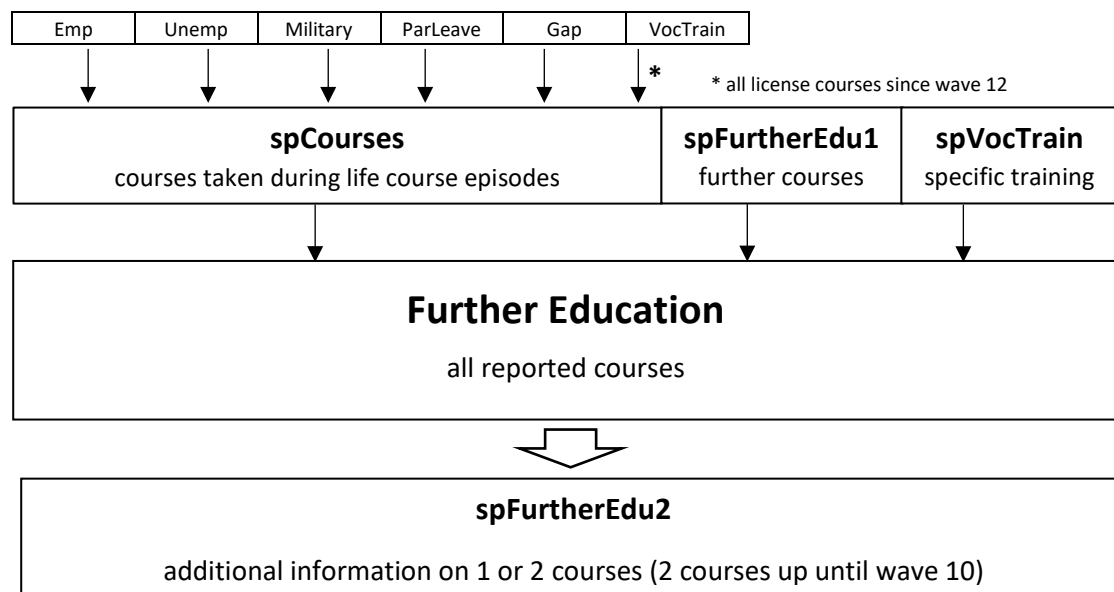 Emp Unemp Military ParLeave Gap VocTrain
*
* all license courses since wave 12
spCourses spFurtherEdu1 spVocTrain
courses taken during life course episodes further courses specific training
Further Education
all reported courses
spFurtherEdu2
additional information on 1 or 2 courses (2 courses up until wave 10)